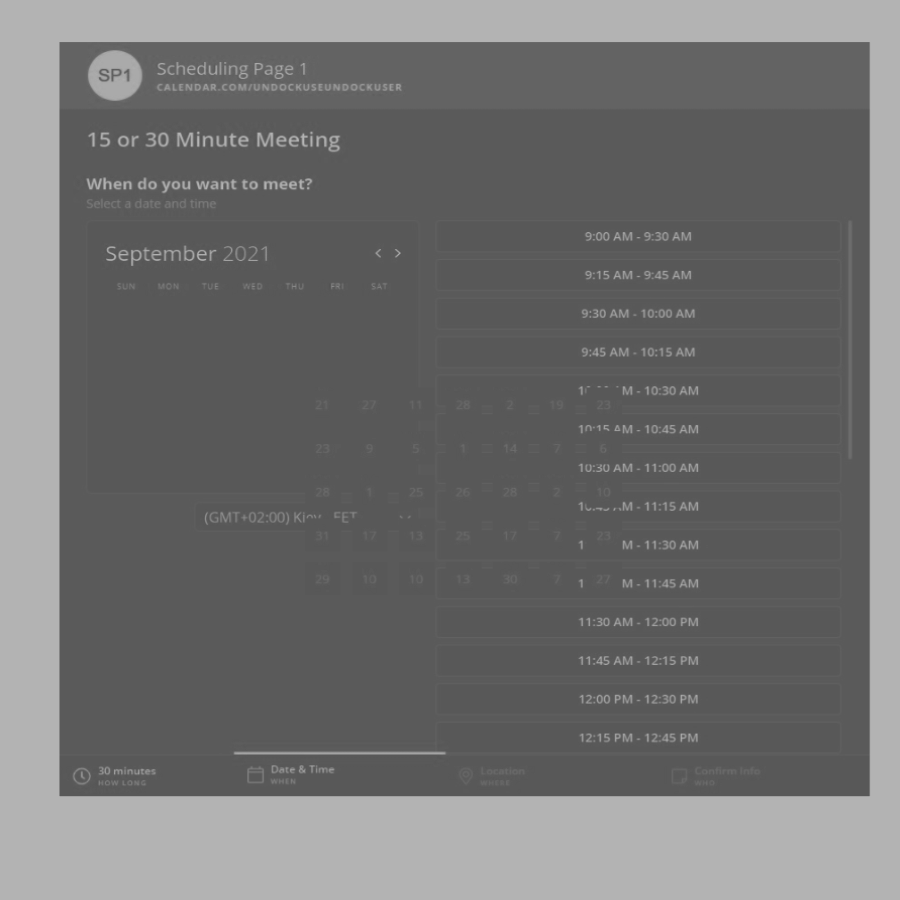 SP1
Scheduling Page 1
CALENDAR.COM/UNDOCKUSEUNDOCKUSER
15 or 30 Minute Meeting
When do you want to meet?
Select a date and time
September 2021 < >
SUN MON TUE WED THU FRI SAT
21 27 11 28 2 19 23
23 9 5 1 14 7 6
28 1 25 26 28 2 10
31 17 13 25 17 7 23
29 10 10 13 30 7 27
(GMT+02:00) EET
9:00 AM - 9:30 AM
9:15 AM - 9:45 AM
9:30 AM - 10:00 AM
9:45 AM - 10:15 AM
M - 10:30 AM
10:15 AM - 10:45 AM
10:30 AM - 11:00 AM
M - 11:15 AM
1 M - 11:30 AM
1 M - 11:45 AM
11:30 AM - 12:00 PM
11:45 AM - 12:15 PM
12:00 PM - 12:30 PM
12:15 PM - 12:45 PM
30 minutes
HOW LONG
Date & Time
WHEN
Location
WHERE
Confirm Info
WHO